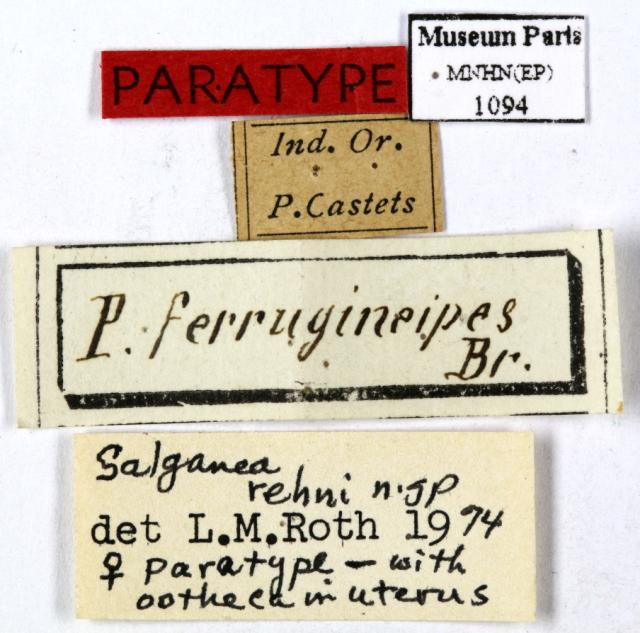 PARATYPE
Museum Paris
MNHN(EP)
1094
Ind. Or.
P. Castets
P. ferrugineipes
Br.
Salganea
rehni n.sp
det L.M.Roth 1974
♀ paratype – with
ootheca in uterus